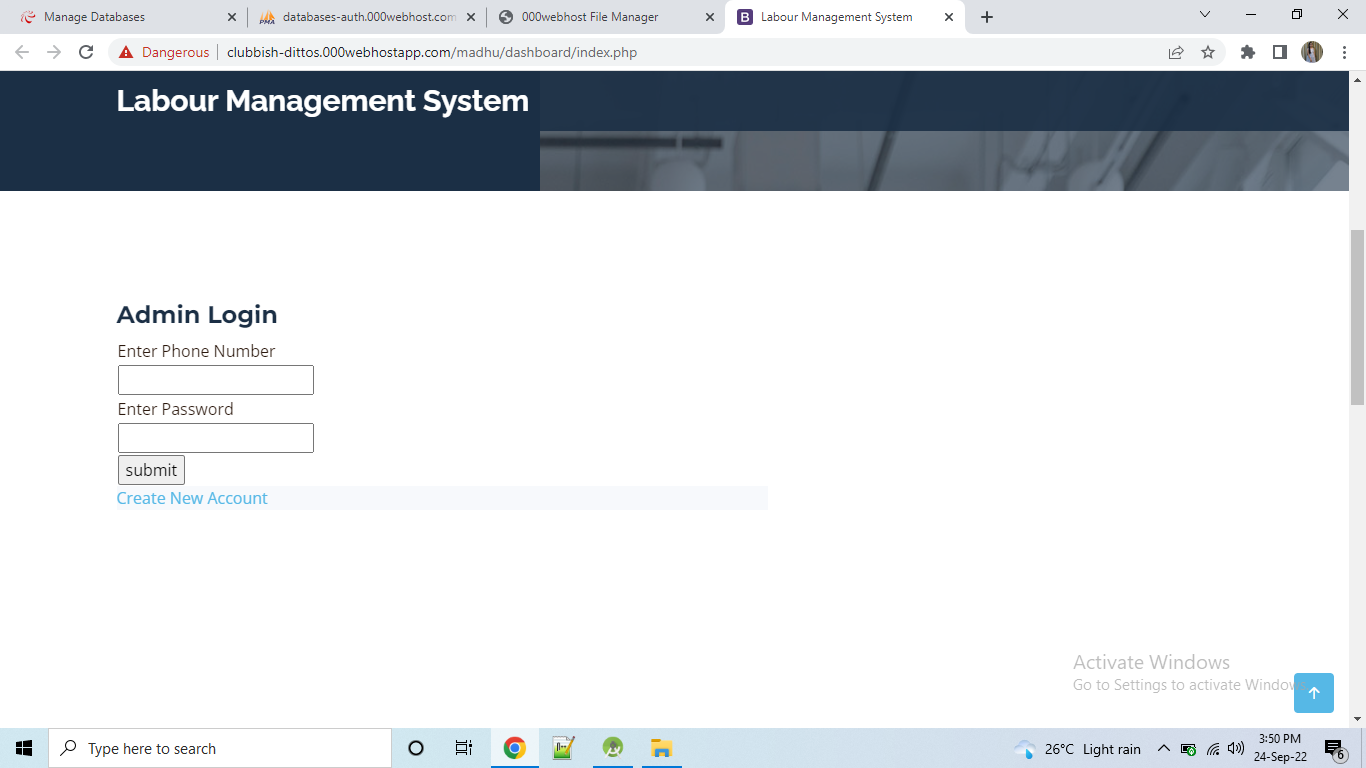 Manage Databases
databases-auth.000webhost.com
000webhost File Manager
Labour Management System
Dangerous
clubbish-dittos.000webhostapp.com/madhu/dashboard/index.php
Labour Management System
Admin Login
Enter Phone Number
Enter Password
submit
Create New Account
Activate Windows
Go to Settings to activate Windows
Type here to search
26°C Light rain
3:50 PM
24-Sep-22
6